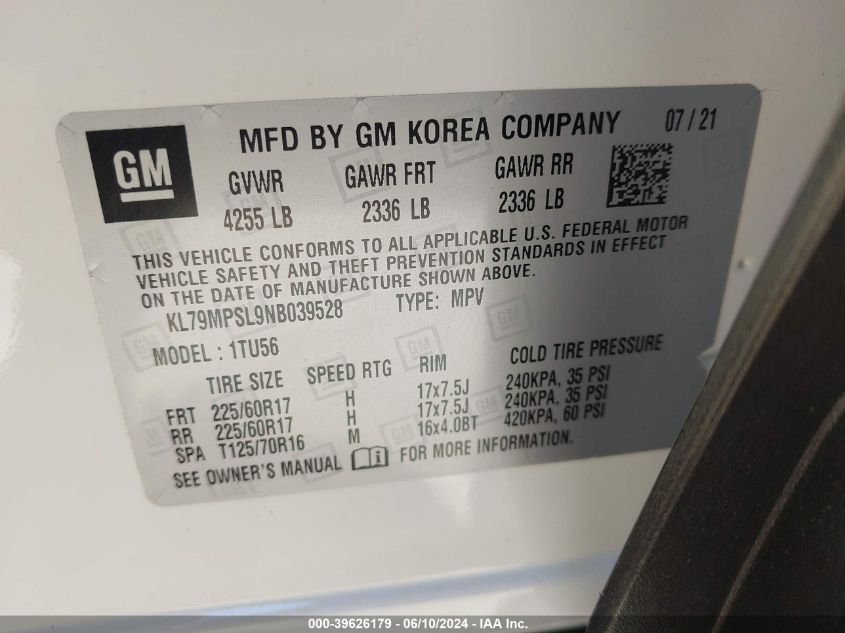 GM
MFD BY GM KOREA COMPANY 07 / 21
GVWR GAWR FRT GAWR RR
4255 LB 2336 LB 2336 LB
THIS VEHICLE CONFORMS TO ALL APPLICABLE U.S. FEDERAL MOTOR
VEHICLE SAFETY AND THEFT PREVENTION STANDARDS IN EFFECT
ON THE DATE OF MANUFACTURE SHOWN ABOVE.
KL79MPSL9NB039528 TYPE: MPV
MODEL : 1TU56
TIRE SIZE SPEED RTG RIM COLD TIRE PRESSURE
FRT 225/60R17 H 17x7.5J 240KPA, 35 PSI
RR 225/60R17 H 17x7.5J 240KPA, 35 PSI
SPA T125/70R16 M 16x4.0BT 420KPA, 60 PSI
SEE OWNER'S MANUAL i FOR MORE INFORMATION.
000-39626179 - 06/10/2024 - IAA Inc.